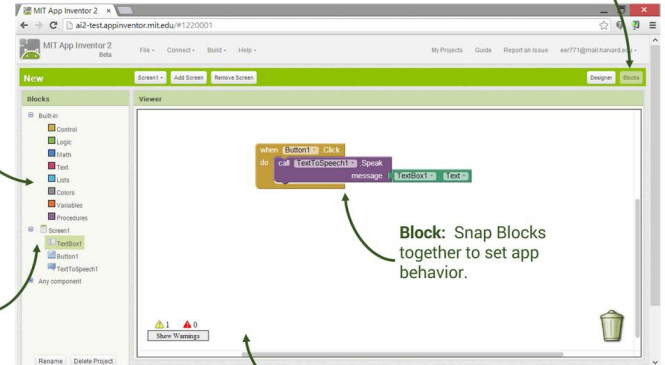 MIT App Inventor 2
ai2-test.appinventor.mit.edu/#1220001
MIT App Inventor 2
Beta
File
Connect
Build
Help
My Projects
Guide
Report an Issue
New
Screen1
Add Screen
Remove Screen
Designer
Blocks
Blocks
Viewer
Built-in
Control
Logic
Math
Text
Lists
Colors
Variables
Procedures
Screen1
TextBox1
Button1
TextToSpeech1
Any component
when Button1 .Click
do call TextToSpeech1 .Speak
message TextBox1 . Text
Block: Snap Blocks
together to set app
behavior.
1 0
Show Warnings
Rename
Delete Project